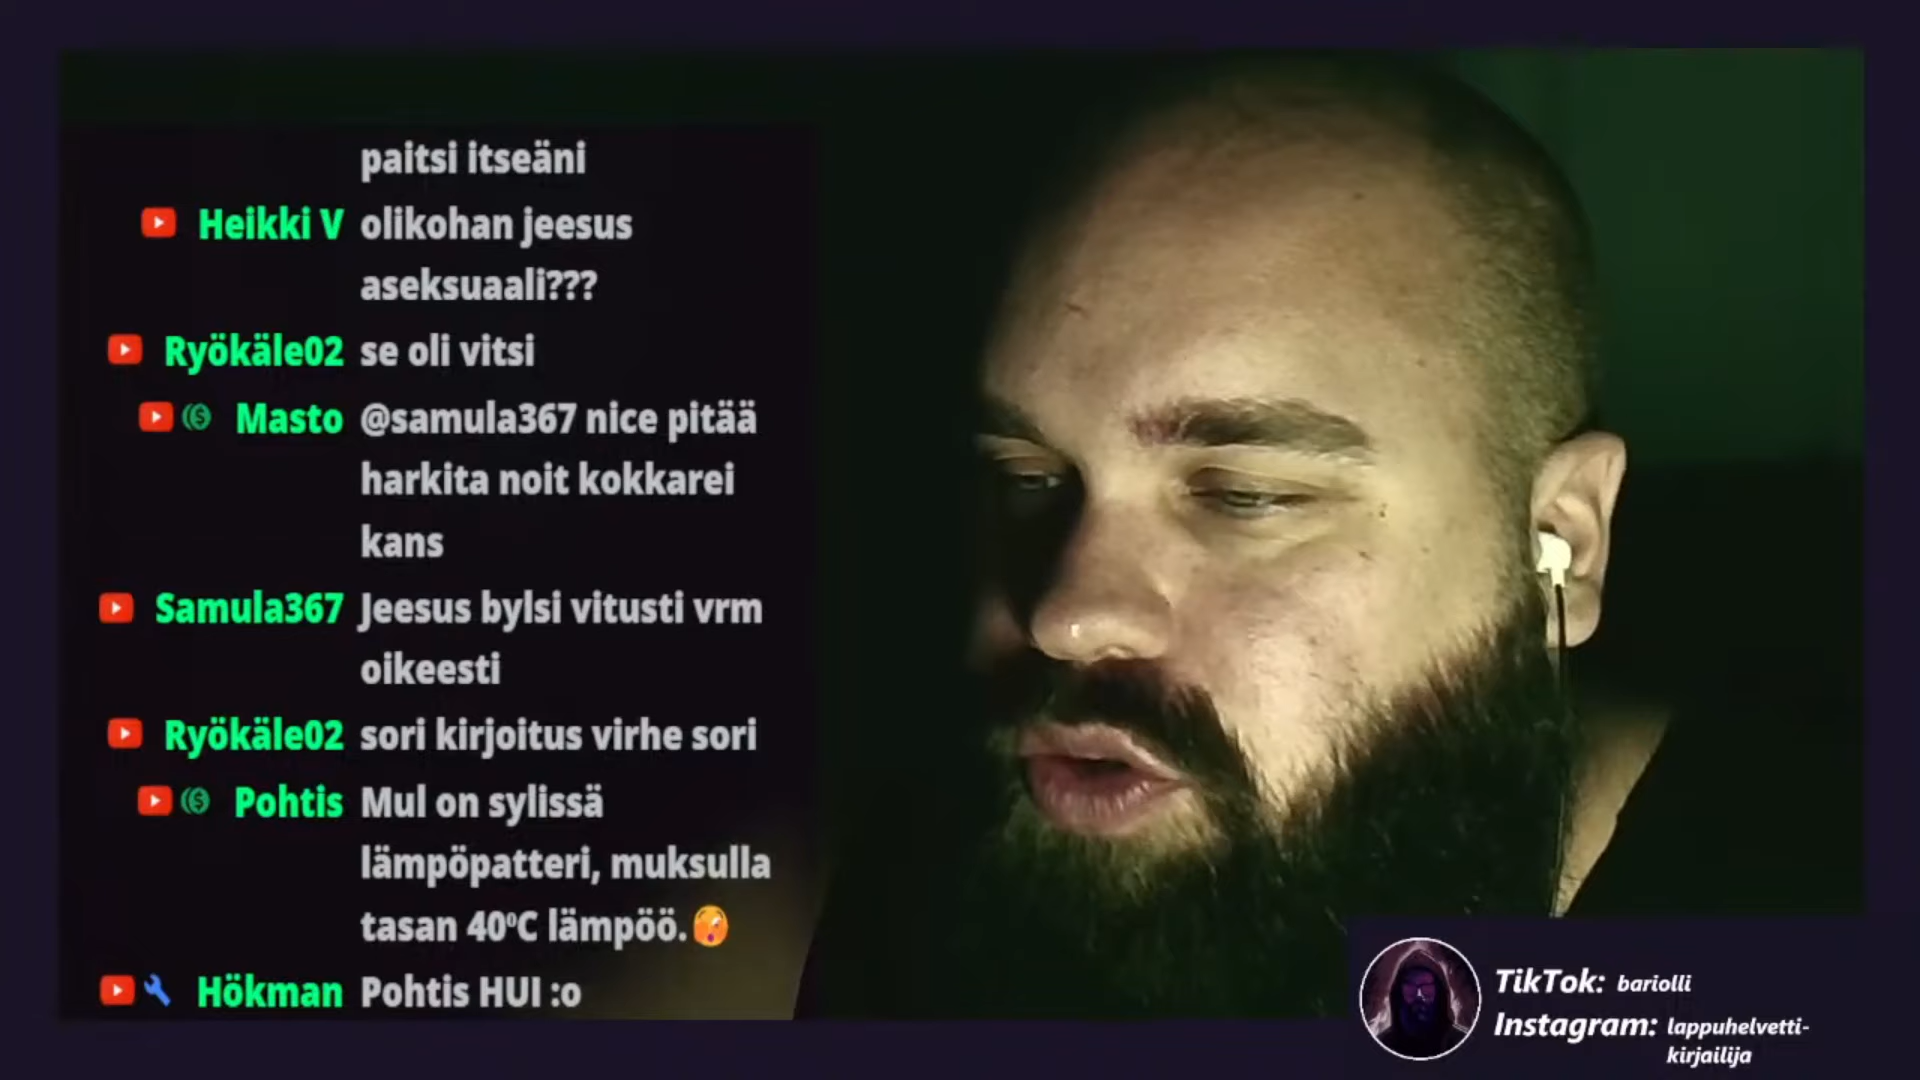 paitsi itseäni
Heikki V olikohan jeesus
aseksuaali???
Ryökäle02 se oli vitsi
Masto @samula367 nice pitää
harkita noit kokkarei
kans
Samula367 Jeesus bylsi vitusti vrm
oikeesti
Ryökäle02 sori kirjoitus virhe sori
Pohtis Mul on sylissä
lämpöpatteri, muksulla
tasan 40⁰C lämpöö.
Hökman Pohtis HUI :o
TikTok: bariolli
Instagram: lappuhelvetti-
kirjailija